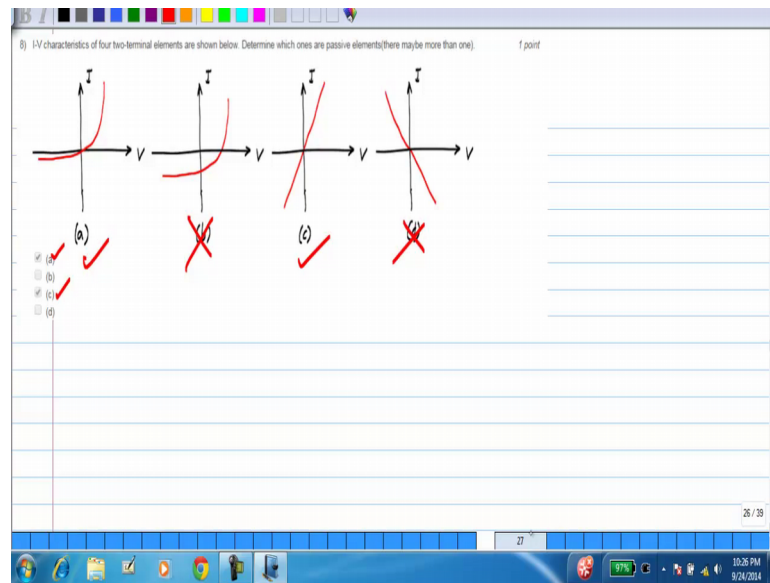 B I
8) I-V characteristics of four two-terminal elements are shown below. Determine which ones are passive elements(there maybe more than one). 1 point
I I I I
V V V V
(a) (b) (c) (d)
(a)
(b)
(c)
(d)
26 / 39
27
97%
10:26 PM
9/24/2014